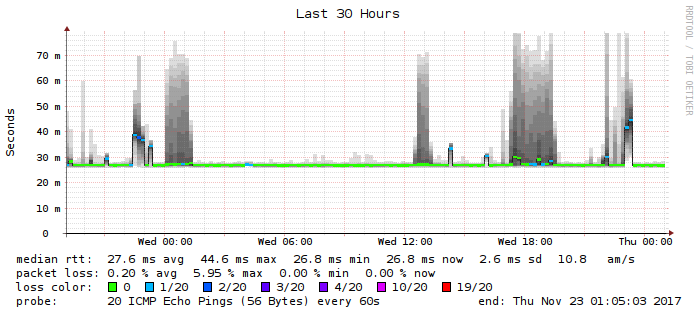 Last 30 Hours
RRDTOOL / TOBI OETIKER
Seconds
70 m
60 m
50 m
40 m
30 m
20 m
10 m
0
Wed 00:00 Wed 06:00 Wed 12:00 Wed 18:00 Thu 00:00
median rtt: 27.6 ms avg 44.6 ms max 26.8 ms min 26.8 ms now 2.6 ms sd 10.8 am/s
packet loss: 0.20 % avg 5.95 % max 0.00 % min 0.00 % now
loss color: 0 1/20 2/20 3/20 4/20 10/20 19/20
probe: 20 ICMP Echo Pings (56 Bytes) every 60s end: Thu Nov 23 01:05:03 2017